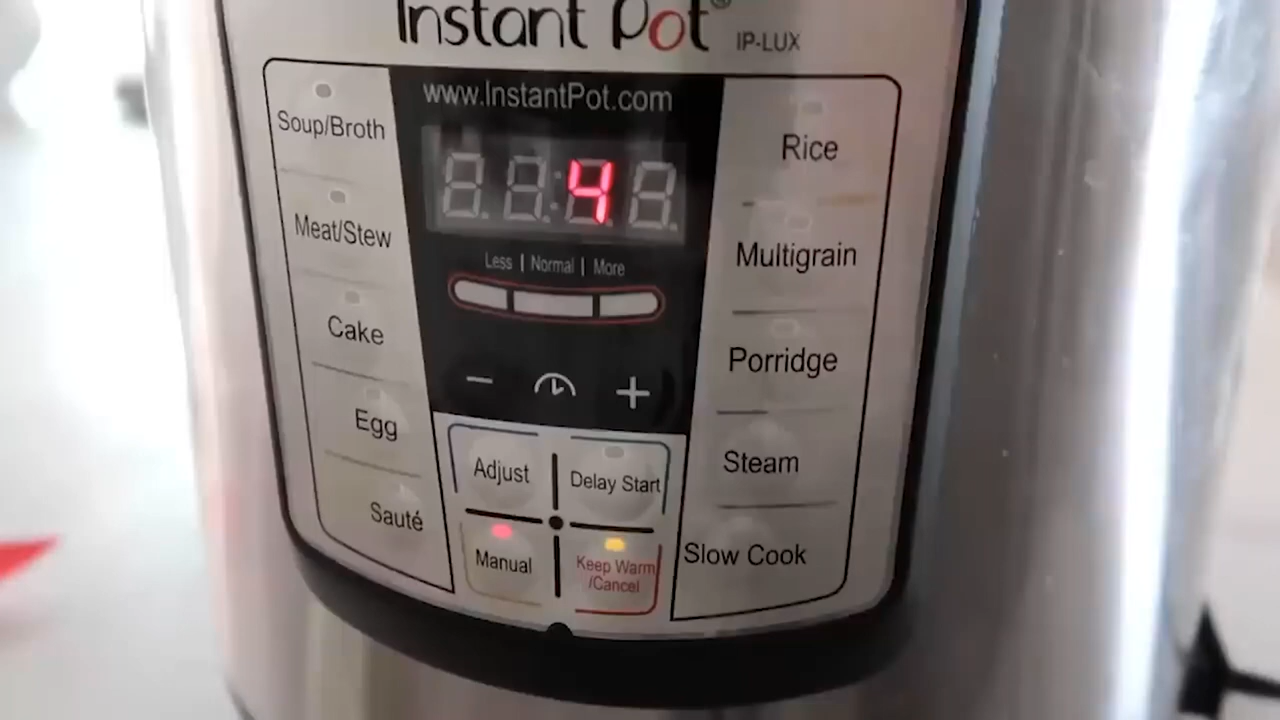 Instant Pot®
IP-LUX
www.InstantPot.com
4
Less | Normal | More
Soup/Broth
Meat/Stew
Cake
Egg
Sauté
Rice
Multigrain
Porridge
Steam
Slow Cook
− +
Adjust
Delay Start
Manual
Keep Warm
/Cancel